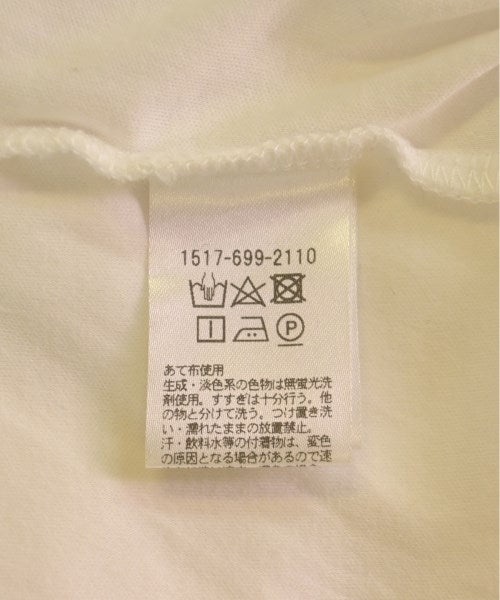 1517-699-2110
P
あて布使用
生成・淡色系の色物は無蛍光洗
剤使用。すすぎは十分行う。他
の物と分けて洗う。つけ置き洗
い・濡れたままの放置禁止。
汗・飲料水等の付着物は、変色
の原因となる場合があるので速